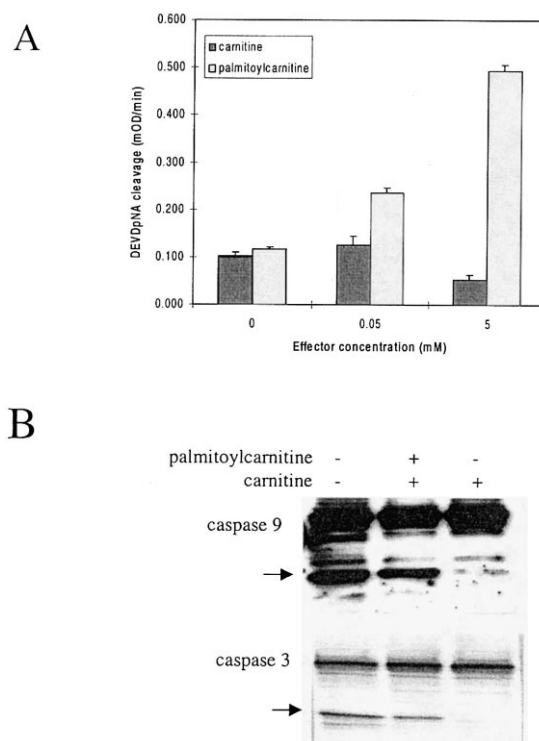 A
DEVDpNA cleavage (mOD/min)
0.600
0.500
0.400
0.300
0.200
0.100
0.000
carnitine
palmitoylcarnitine
0 0.05 5
Effector concentration (mM)
B
palmitoylcarnitine - + -
carnitine - + +
caspase 9
caspase 3